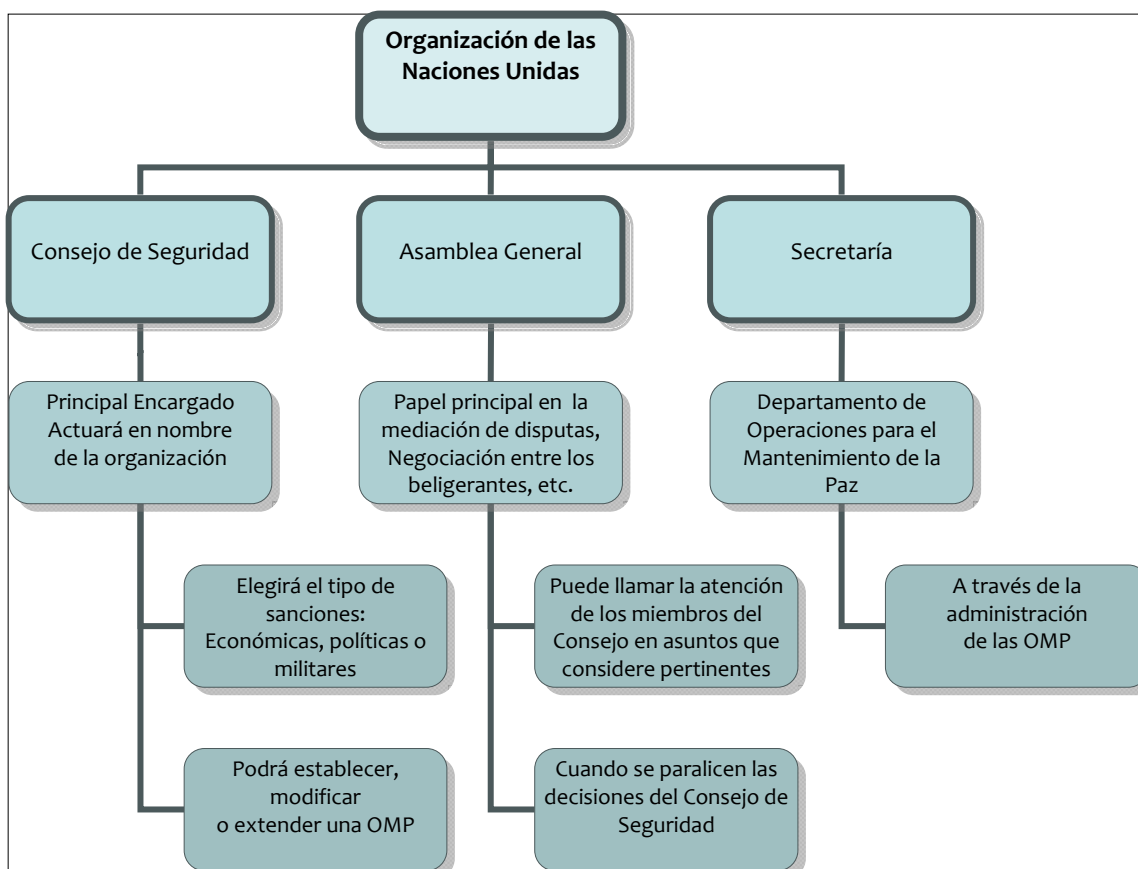 Organización de las
Naciones Unidas
Consejo de Seguridad
Asamblea General
Secretaría
Principal Encargado
Actuará en nombre
de la organización
Papel principal en la
mediación de disputas,
Negociación entre los
beligerantes, etc.
Departamento de
Operaciones para el
Mantenimiento de la
Paz
Elegirá el tipo de
sanciones:
Económicas, políticas o
militares
Puede llamar la atención
de los miembros del
Consejo en asuntos que
considere pertinentes
A través de la
administración
de las OMP
Podrá establecer,
modificar
o extender una OMP
Cuando se paralicen las
decisiones del Consejo de
Seguridad